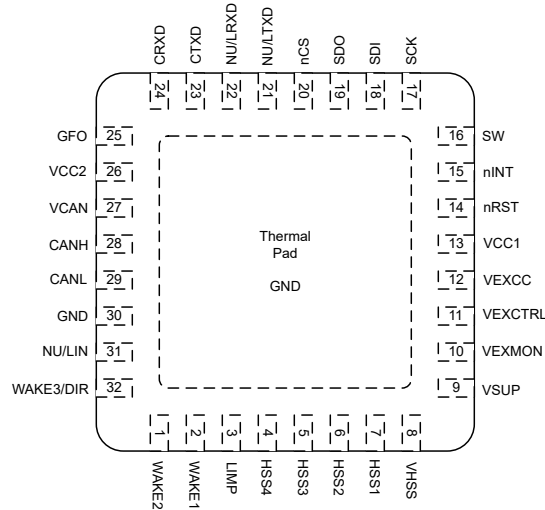 CRXD
CTXD
NU/LRXD
NU/LTXD
nCS
SDO
SDI
SCK
24
23
22
21
20
19
18
17
GFO 25
VCC2 26
VCAN 27
CANH 28
CANL 29
GND 30
NU/LIN 31
WAKE3/DIR 32
Thermal
Pad
GND
16 SW
15 nINT
14 nRST
13 VCC1
12 VEXCC
11 VEXCTRL
10 VEXMON
9 VSUP
1
2
3
4
5
6
7
8
WAKE2
WAKE1
LIMP
HSS4
HSS3
HSS2
HSS1
VHSS